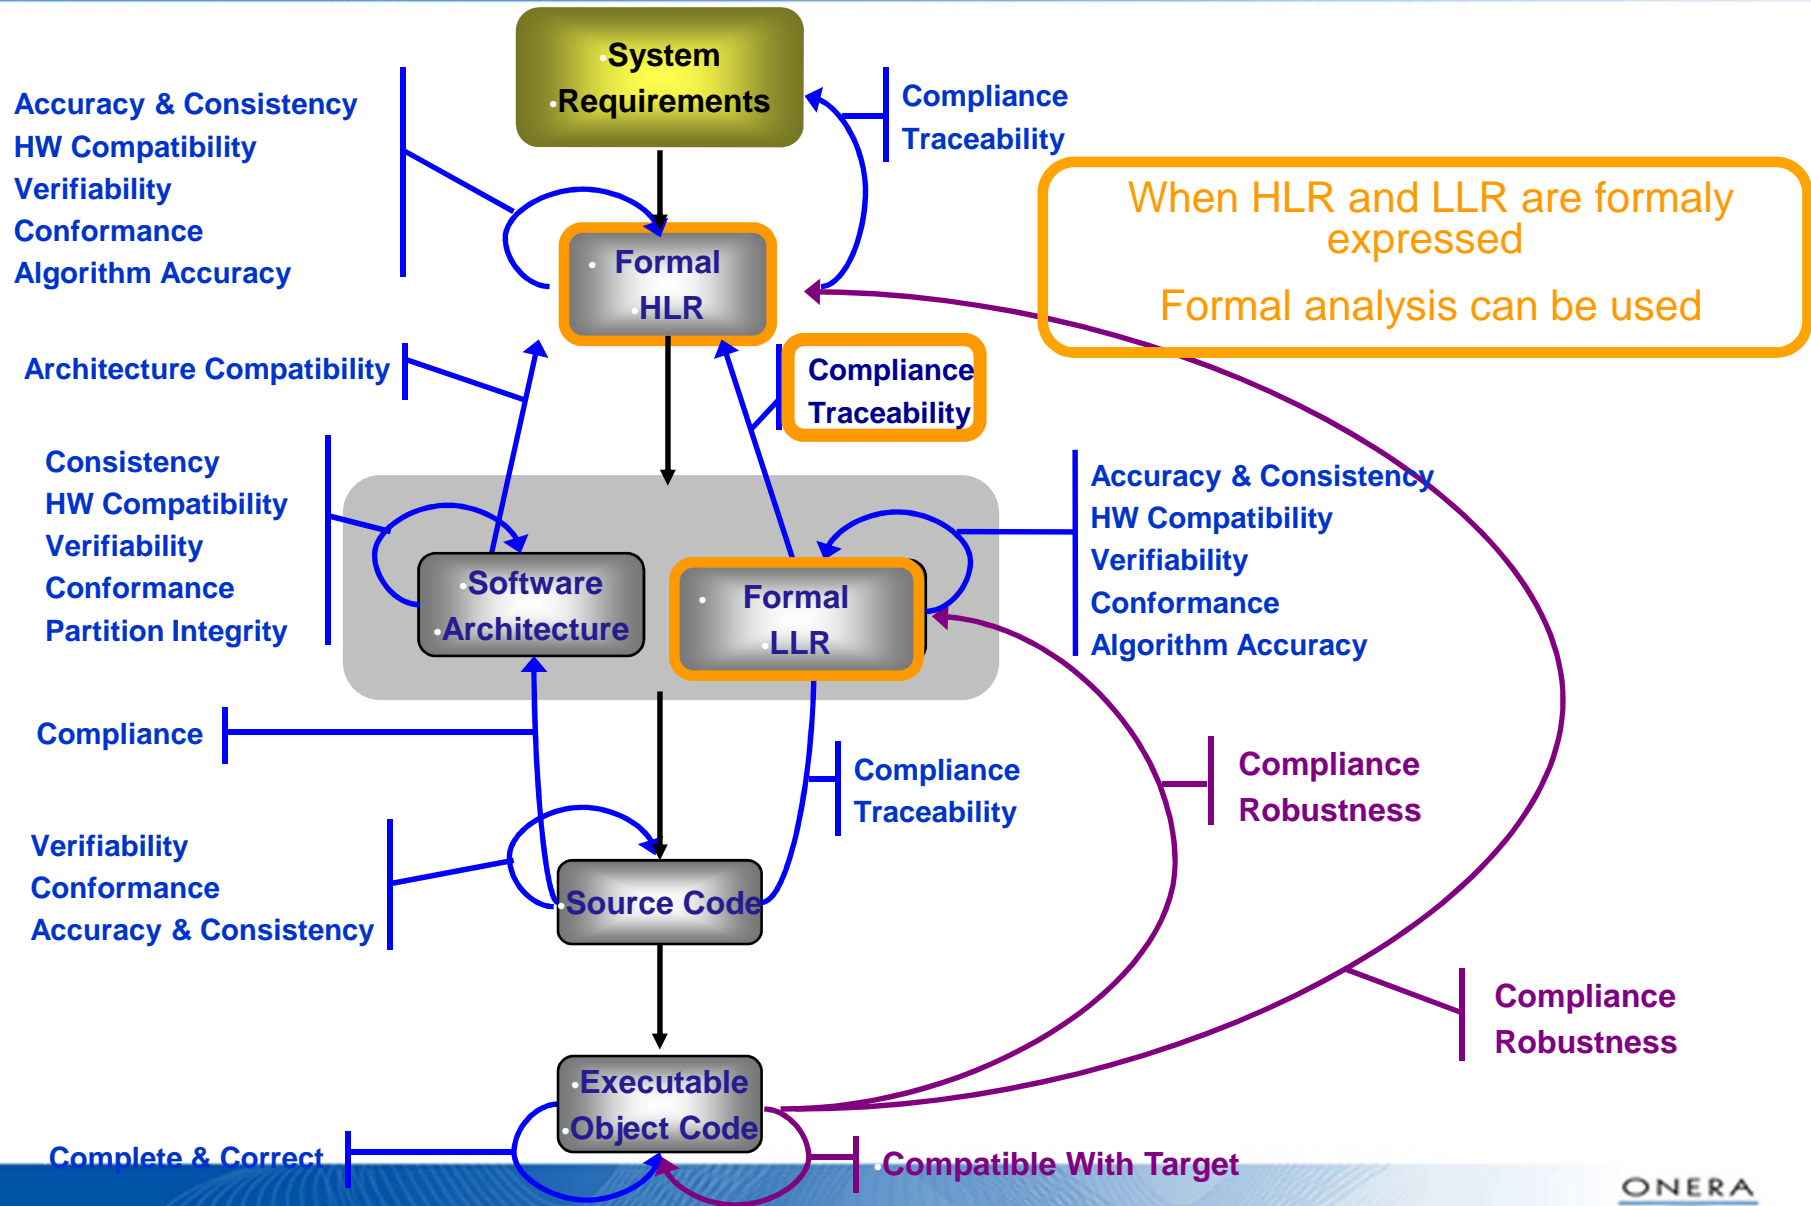 System
Requirements
Accuracy & Consistency
HW Compatibility
Verifiability
Conformance
Algorithm Accuracy
Compliance
Traceability
When HLR and LLR are formaly
expressed
Formal analysis can be used
Formal
HLR
Architecture Compatibility
Compliance
Traceability
Consistency
HW Compatibility
Verifiability
Conformance
Partition Integrity
Accuracy & Consistency
HW Compatibility
Verifiability
Conformance
Algorithm Accuracy
Software
Architecture
Formal
LLR
Compliance
Compliance
Traceability
Compliance
Robustness
Verifiability
Conformance
Accuracy & Consistency
Source Code
Compliance
Robustness
Executable
Object Code
Complete & Correct
Compatible With Target
ONERA